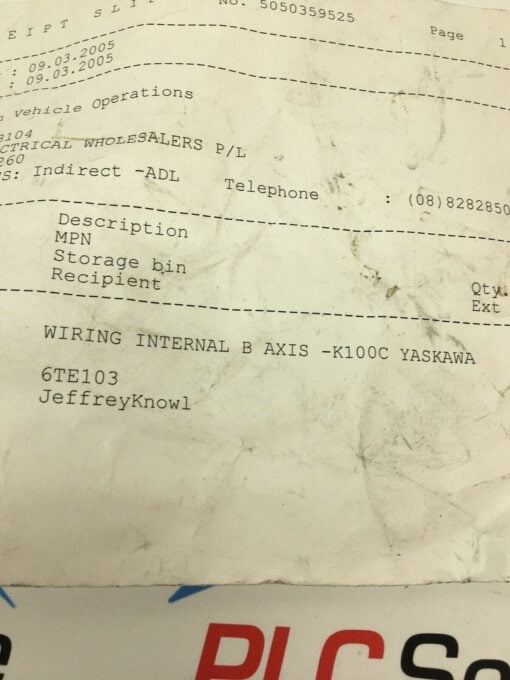 EIPT SLI No. 5050359525
Page 1
: 09.03.2005
: 09.03.2005
Vehicle Operations
3104
CTRICAL WHOLESALERS P/L
260
S: Indirect -ADL Telephone : (08)8282850
Description
MPN
Storage bin
Recipient
Qty.
Ext
WIRING INTERNAL B AXIS -K100C YASKAWA
6TE103
JeffreyKnowl
PLC Se